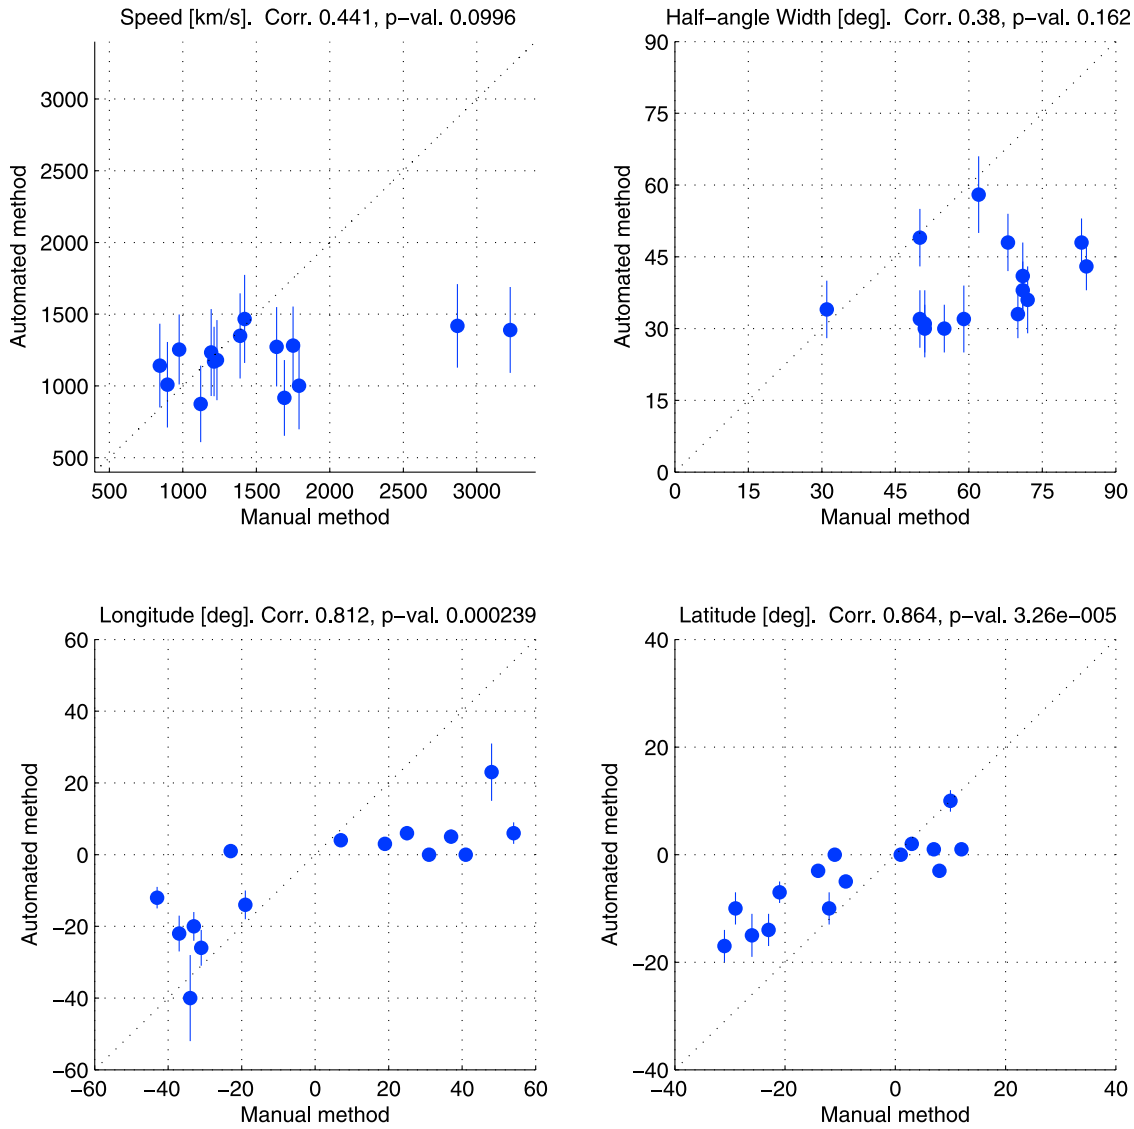 Speed [km/s].  Corr. 0.441, p−val. 0.0996
3000
2500
2000
1500
1000
500
Automated method
500 1000 1500 2000 2500 3000
Manual method
Half−angle Width [deg].  Corr. 0.38, p−val. 0.162
90
75
60
45
30
15
0
Automated method
0 15 30 45 60 75 90
Manual method
Longitude [deg]. Corr. 0.812, p−val. 0.000239
60
40
20
0
−20
−40
−60
Automated method
−60 −40 −20 0 20 40 60
Manual method
Latitude [deg].  Corr. 0.864, p−val. 3.26e−005
40
20
0
−20
−40
Automated method
−40 −20 0 20 40
Manual method